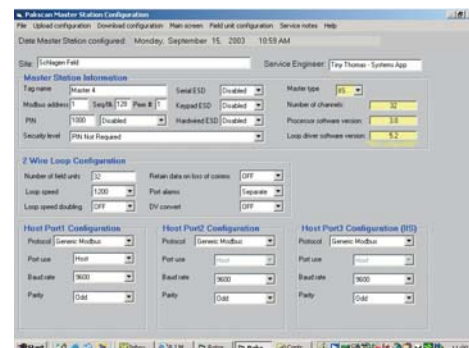 Pakscan Master Station Configuration
File Upload configuration Download configuration Main screen Field unit configuration Service notes Help
Date Master Station configured: Monday, September 15, 2003 10:59 AM
Site: Schlagen Feld Service Engineer: Tiny Thomas - Systems App
Master Station Information
Tag name Master 4 Serial ESD Disabled Master type IIS
Modbus address 1 Seq/blk 128 Peer # 1 Keypad ESD Disabled Number of channels: 32
PIN 1000 Disabled Hardwired ESD Disabled Processor software version: 3.8
Security level PIN Not Required Loop driver software version: 5.2
2 Wire Loop Configuration
Number of field units 32 Retain data on loss of comms OFF
Loop speed 1200 Port alarms Separate
Loop speed doubling OFF DV convert OFF
Host Port1 Configuration Host Port2 Configuration Host Port3 Configuration (IIS)
Protocol Generic Modbus Protocol Generic Modbus Protocol Generic Modbus
Port use Host Port use Host Port use Host
Baud rate 9600 Baud rate 9600 Baud rate 9600
Parity Odd Parity Odd Parity Odd
Start